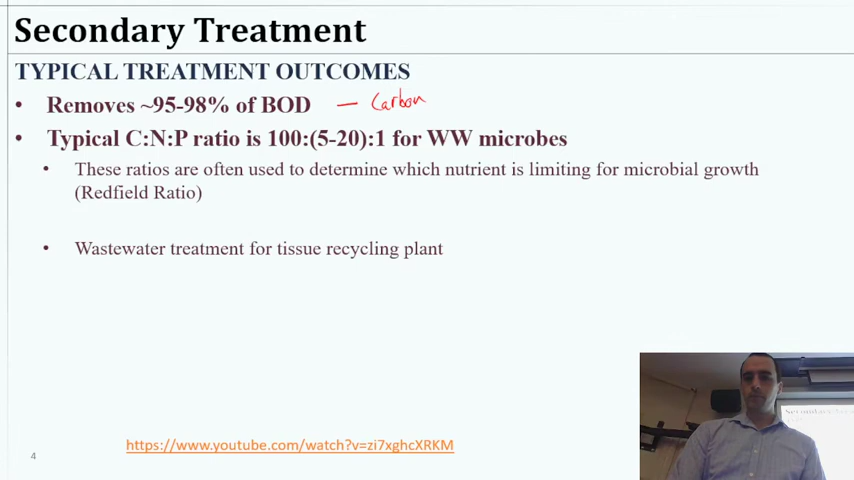 Secondary Treatment
TYPICAL TREATMENT OUTCOMES
• Removes ~95-98% of BOD — Carbon
• Typical C:N:P ratio is 100:(5-20):1 for WW microbes
• These ratios are often used to determine which nutrient is limiting for microbial growth
(Redfield Ratio)
• Wastewater treatment for tissue recycling plant
https://www.youtube.com/watch?v=zi7xghcXRKM
4